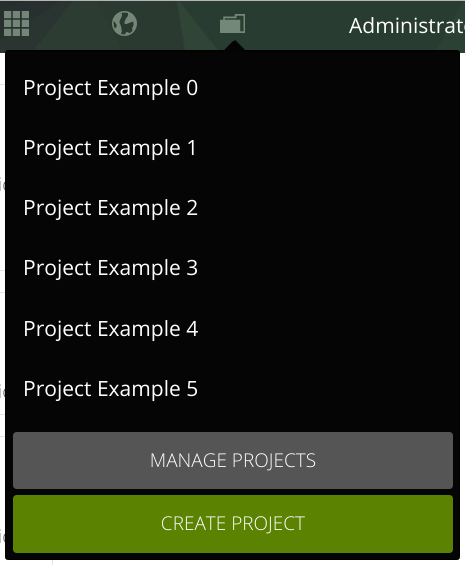 Administrat
Project Example 0
Project Example 1
Project Example 2
Project Example 3
Project Example 4
Project Example 5
MANAGE PROJECTS
CREATE PROJECT